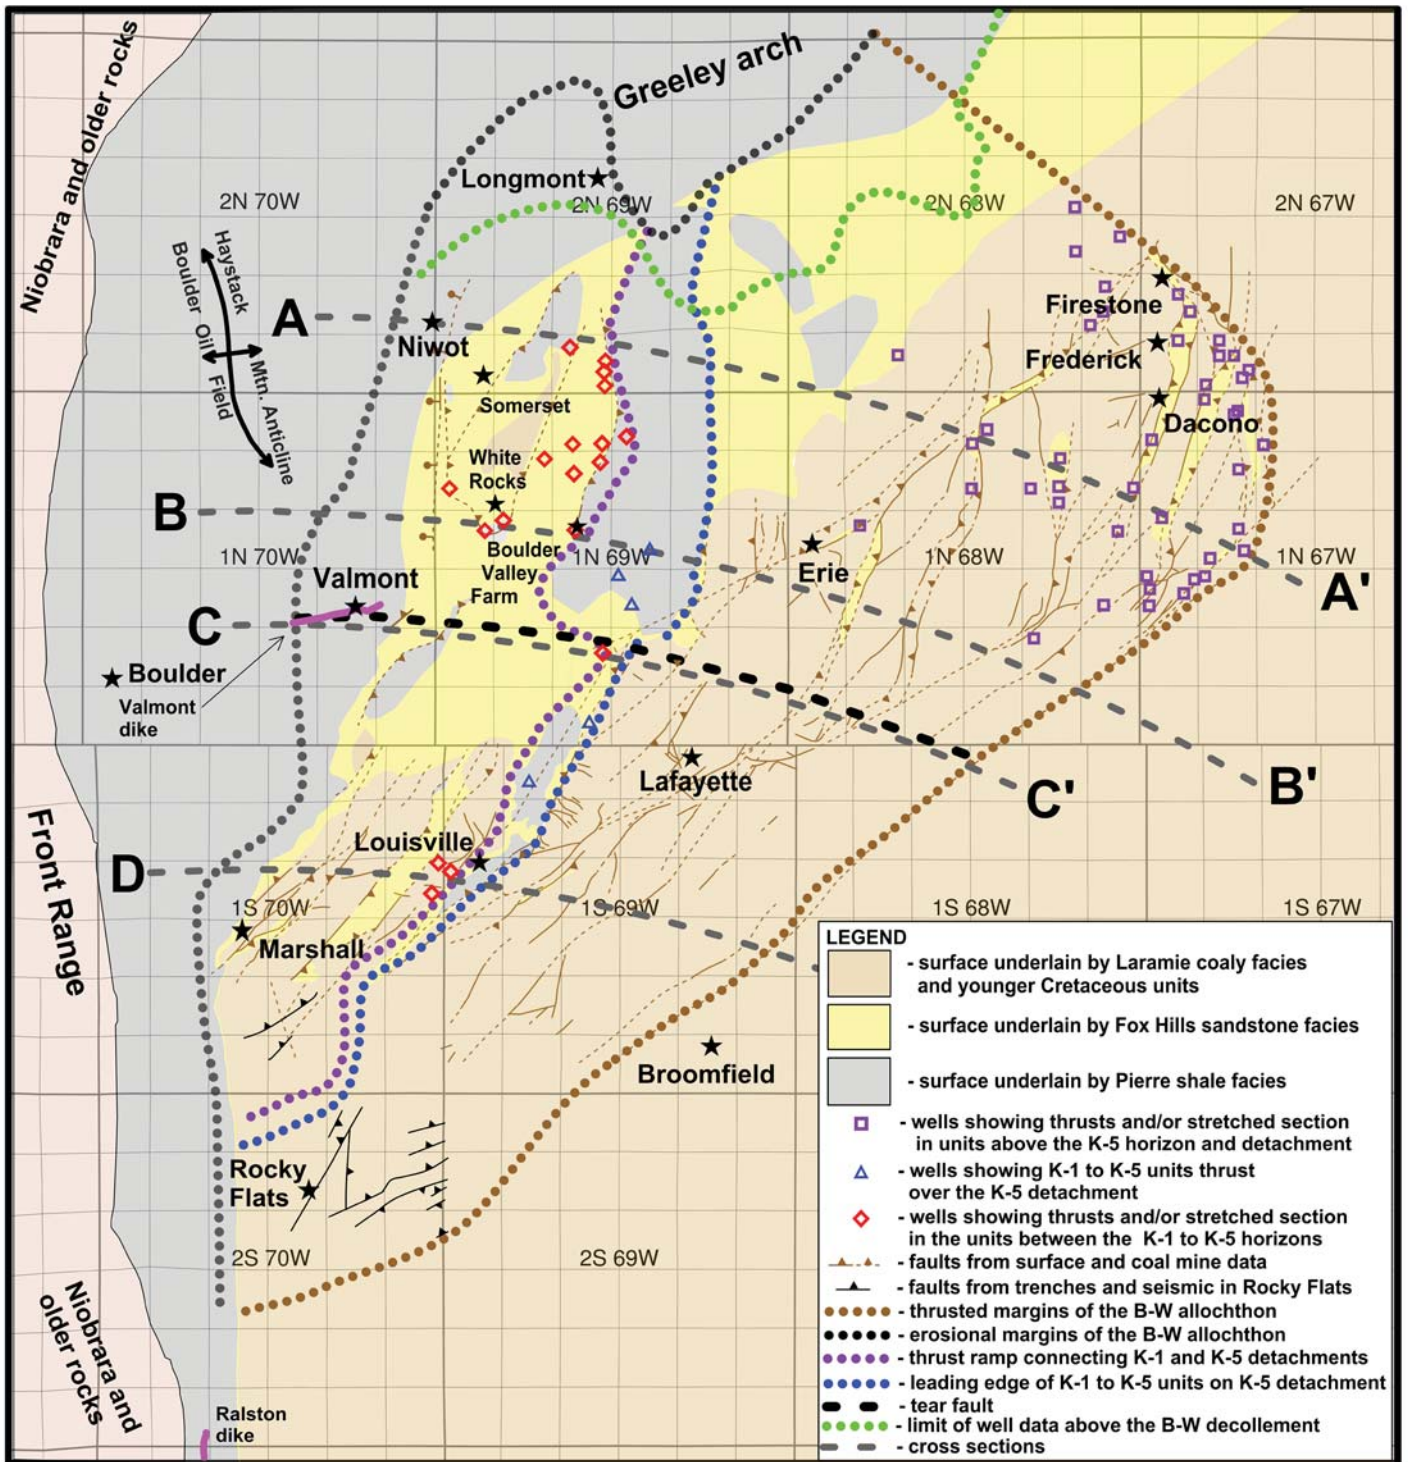 Niobrara and older rocks
Greeley arch
Longmont
2N 70W
2N 69W
2N 68W
2N 67W
Haystack
Mtn. Anticline
Boulder Oil Field
A
Niwot
Firestone
Frederick
Somerset
Dacono
White
Rocks
B
Boulder
Valley
Farm
1N 70W
1N 69W
1N 68W
1N 67W
Valmont
Erie
A'
C
Boulder
Valmont
dike
Lafayette
C'
B'
Front Range
Louisville
D
1S 70W
1S 69W
1S 68W
1S 67W
Marshall
Broomfield
Rocky
Flats
2S 70W
2S 69W
Niobrara and
older rocks
Ralston
dike
LEGEND
- surface underlain by Laramie coaly facies
and younger Cretaceous units
- surface underlain by Fox Hills sandstone facies
- surface underlain by Pierre shale facies
- wells showing thrusts and/or stretched section
in units above the K-5 horizon and detachment
- wells showing K-1 to K-5 units thrust
over the K-5 detachment
- wells showing thrusts and/or stretched section
in the units between the K-1 to K-5 horizons
- faults from surface and coal mine data
- faults from trenches and seismic in Rocky Flats
- thrusted margins of the B-W allochthon
- erosional margins of the B-W allochthon
- thrust ramp connecting K-1 and K-5 detachments
- leading edge of K-1 to K-5 units on K-5 detachment
- tear fault
- limit of well data above the B-W decollement
- cross sections